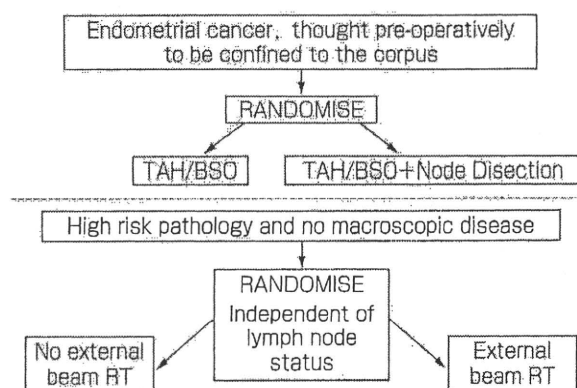 Endometrial cancer, thought pre-operatively
to be confined to the corpus
RANDOMISE
TAH/BSO
TAH/BSO+Node Disection
High risk pathology and no macroscopic disease
RANDOMISE
Independent of
lymph node
status
No external
beam RT
External
beam RT